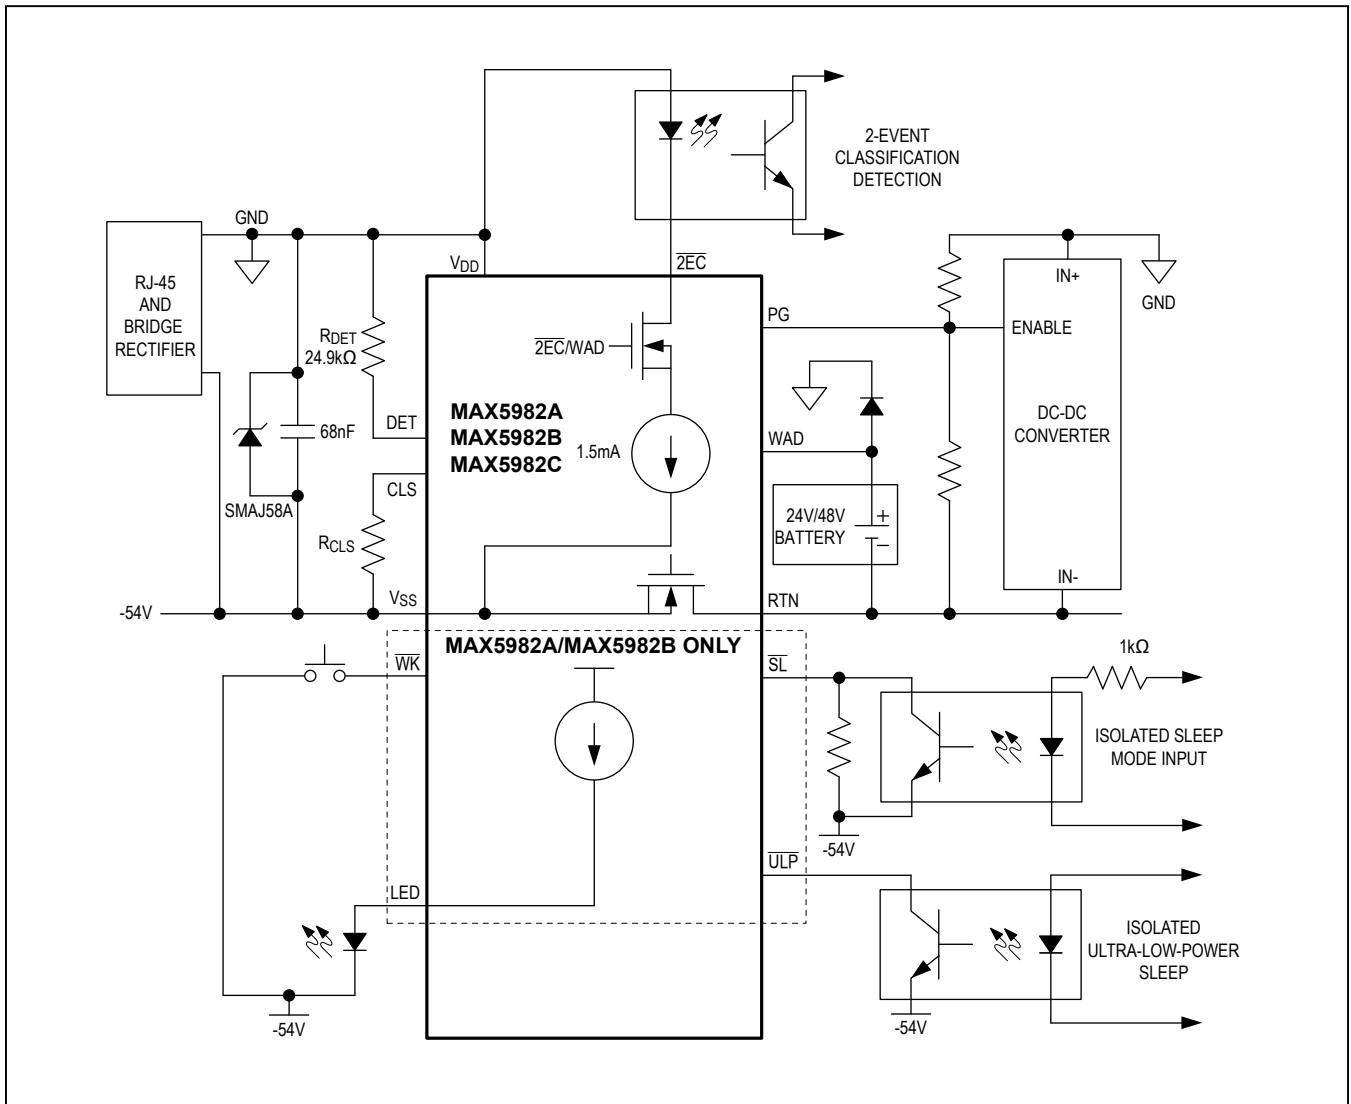 2-EVENT
CLASSIFICATION
DETECTION
GND
VDD
2EC
RJ-45
AND
BRIDGE
RECTIFIER
RDET
24.9kΩ
2EC/WAD
PG
IN+
GND
ENABLE
68nF
SMAJ58A
DET
MAX5982A
MAX5982B
MAX5982C
1.5mA
WAD
DC-DC
CONVERTER
CLS
RCLS
24V/48V
BATTERY
+
−
IN-
-54V
VSS
RTN
MAX5982A/MAX5982B ONLY
WK
SL
1kΩ
ISOLATED SLEEP
MODE INPUT
-54V
ULP
LED
ISOLATED
ULTRA-LOW-POWER
SLEEP
-54V
-54V